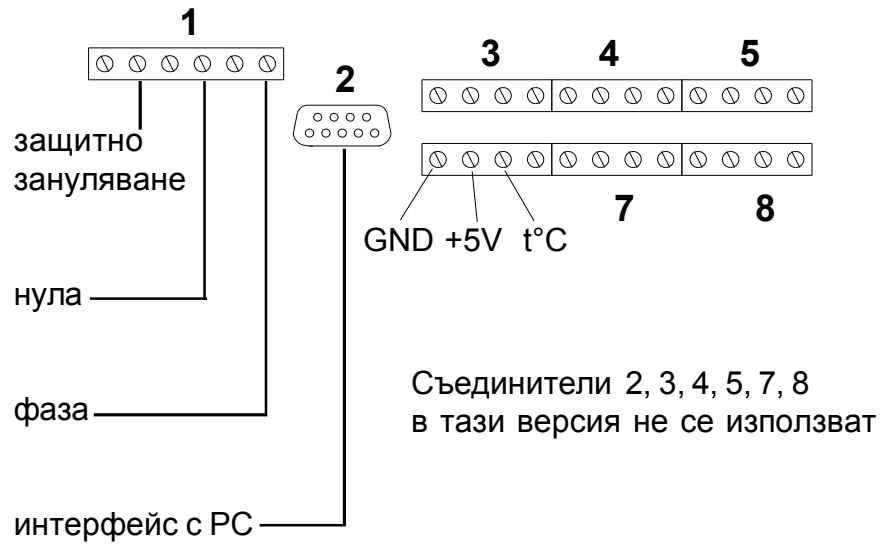 1
2
3
4
5
защитно
зануляване
7
8
GND +5V t°C
нула
Съединители 2, 3, 4, 5, 7, 8
фаза
в тази версия не се използват
интерфейс с PC